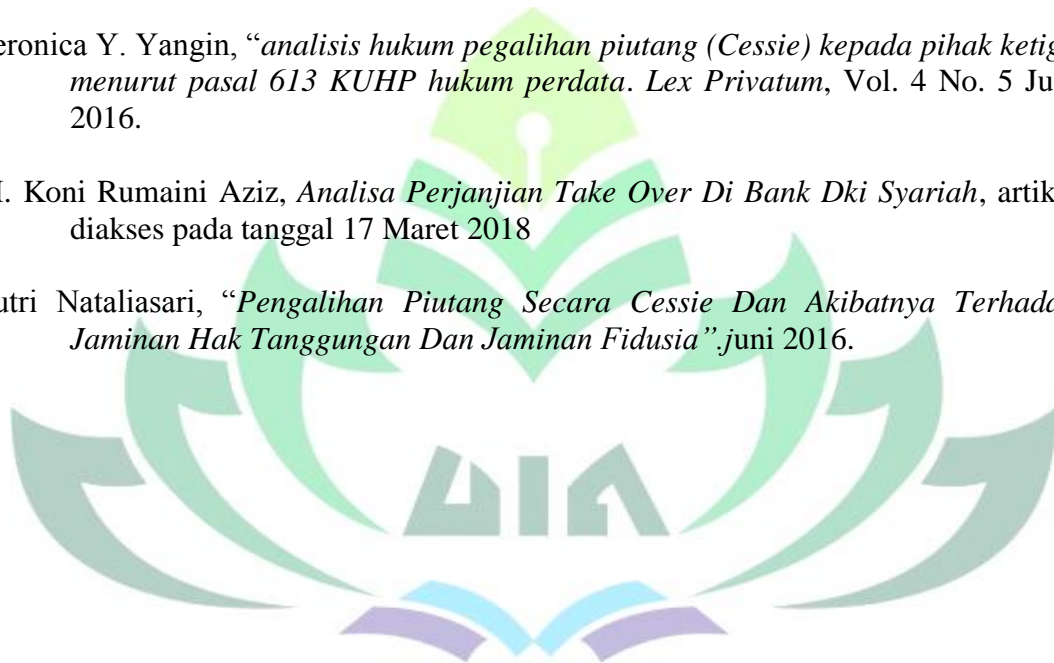 eronica Y. Yangin, “analisis hukum pegalihan piutang (Cessie) kepada pihak ketig
menurut pasal 613 KUHP hukum perdata. Lex Privatum, Vol. 4 No. 5 Ju
2016.
I. Koni Rumaini Aziz, Analisa Perjanjian Take Over Di Bank Dki Syariah, artik
diakses pada tanggal 17 Maret 2018
utri Nataliasari, “Pengalihan Piutang Secara Cessie Dan Akibatnya Terhada
Jaminan Hak Tanggungan Dan Jaminan Fidusia”.juni 2016.
UIN